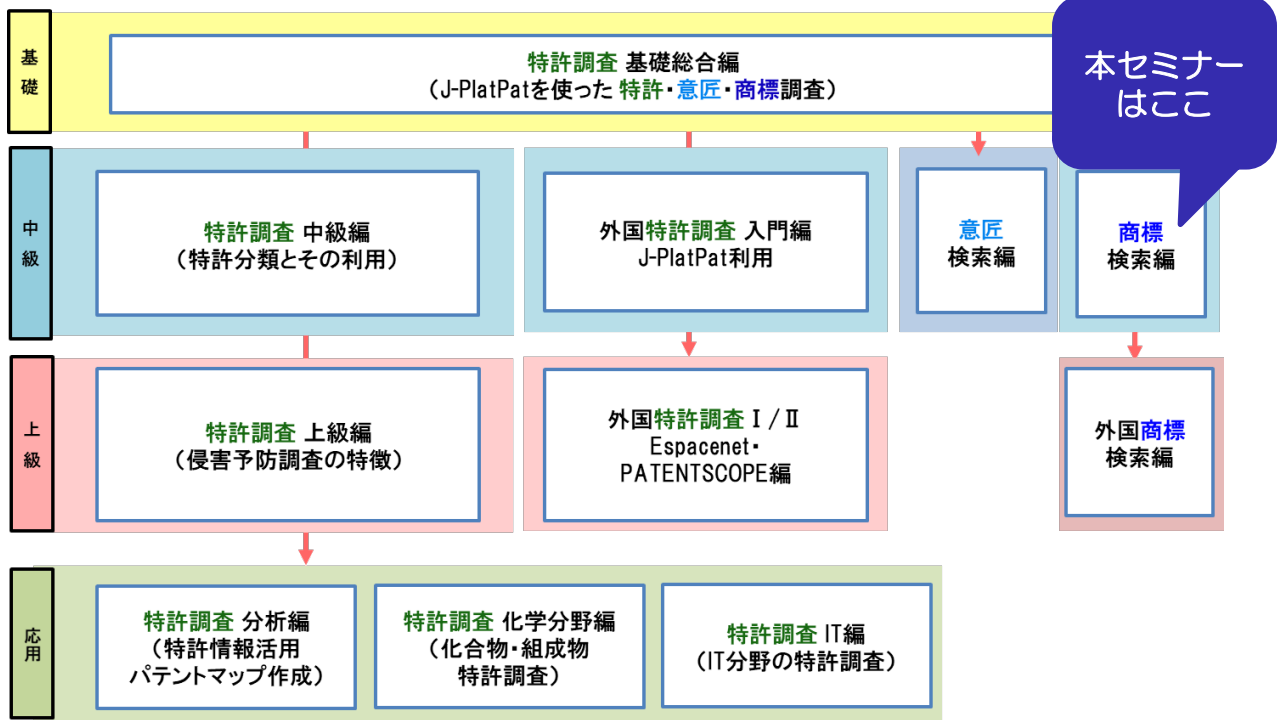 基
礎
特許調査 基礎総合編
（J-PlatPatを使った 特許・意匠・商標調査）
本セミナー
はここ
中
級
特許調査 中級編
（特許分類とその利用）
外国特許調査 入門編
J-PlatPat利用
意匠
検索編
商標
検索編
上
級
特許調査 上級編
（侵害予防調査の特徴）
外国特許調査 Ⅰ/Ⅱ
Espacenet・
PATENTSCOPE編
外国商標
検索編
応
用
特許調査 分析編
（特許情報活用
パテントマップ作成）
特許調査 化学分野編
（化合物・組成物
特許調査）
特許調査 IT編
（IT分野の特許調査）